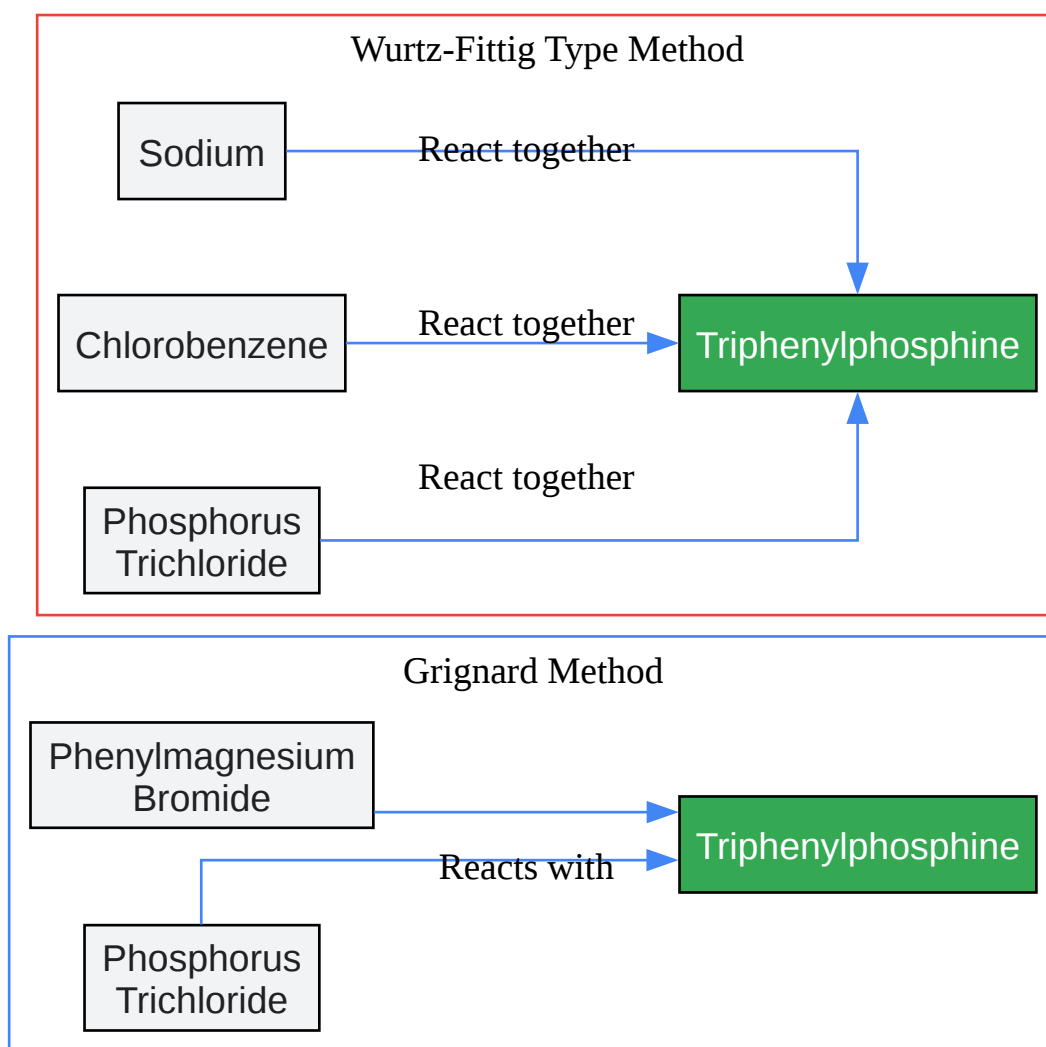 Wurtz-Fittig Type Method
Sodium
React together
Chlorobenzene
React together
Triphenylphosphine
React together
Phosphorus
Trichloride
Grignard Method
Phenylmagnesium
Bromide
Triphenylphosphine
Reacts with
Phosphorus
Trichloride